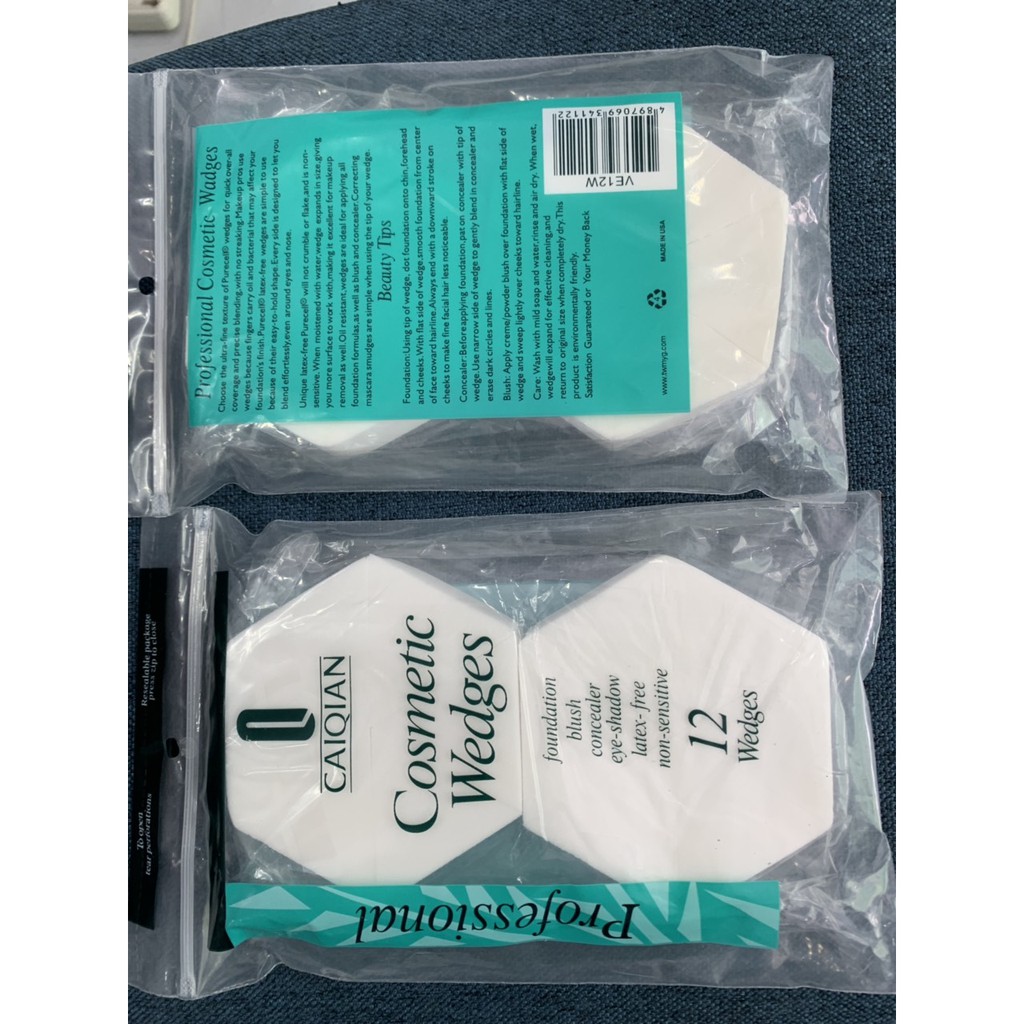 Professional Cosmetic Wadges
Choose the ultra-fine texture of Purecell® wedges for quick over-all
coverage and precise blending,with no streaking.Makeup pros use
wedges because fingers carry oil and bacterial that may affect your
foundation's finish.Purecell® latex-free wedges are simple to use
because of their easy-to-hold shape.Every side is designed to let you
blend effortlessly,even around eyes and nose.
Unique latex-free Purecell® will not crumble or flake,and is non-
sensitive.When moistened with water,wedge expands in size,giving
you more surface to work with,making it excellent for makeup
removal as well.Oil resistant,wedges are ideal for applying all
foundation formulas,as well as blush and concealer.Correcting
mascara smudges are simple when using the tip of your wedge.
Beauty Tips
Foundation:Using tip of wedge, dot foundation onto chin,forehead
and cheeks.With flat side of wedge,smooth foundation from center
of face toward hairline.Always end with a downward stroke on
cheeks to make fine facial hair less noticeable.
Concealer:Beforeapplying foundation,pat on concealer with tip of
wedge.Use narrow side of wedge to gently blend in concealer and
erase dark circles and lines.
Blush: Apply creme/powder blush over foundation with flat side of
wedge and sweep lightly over cheeks toward hairline.
Care: Wash with mild soap and water,rinse and air dry. When wet,
wedgewill expand for effective cleaning,and
return to original size when completely dry.This
product is environmentally friendly.
Satisfaction Guaranteed or Your Money Back
www.twmyg.com
MADE IN USA
4897069341122
VE12W
To open
tear perforations
Resealable package
press zip to close
CAIQIAN
Cosmetic
Wedges
foundation
blush
concealer
eye-shadow
latex- free
non-sensitive
12
Wedges
Professional